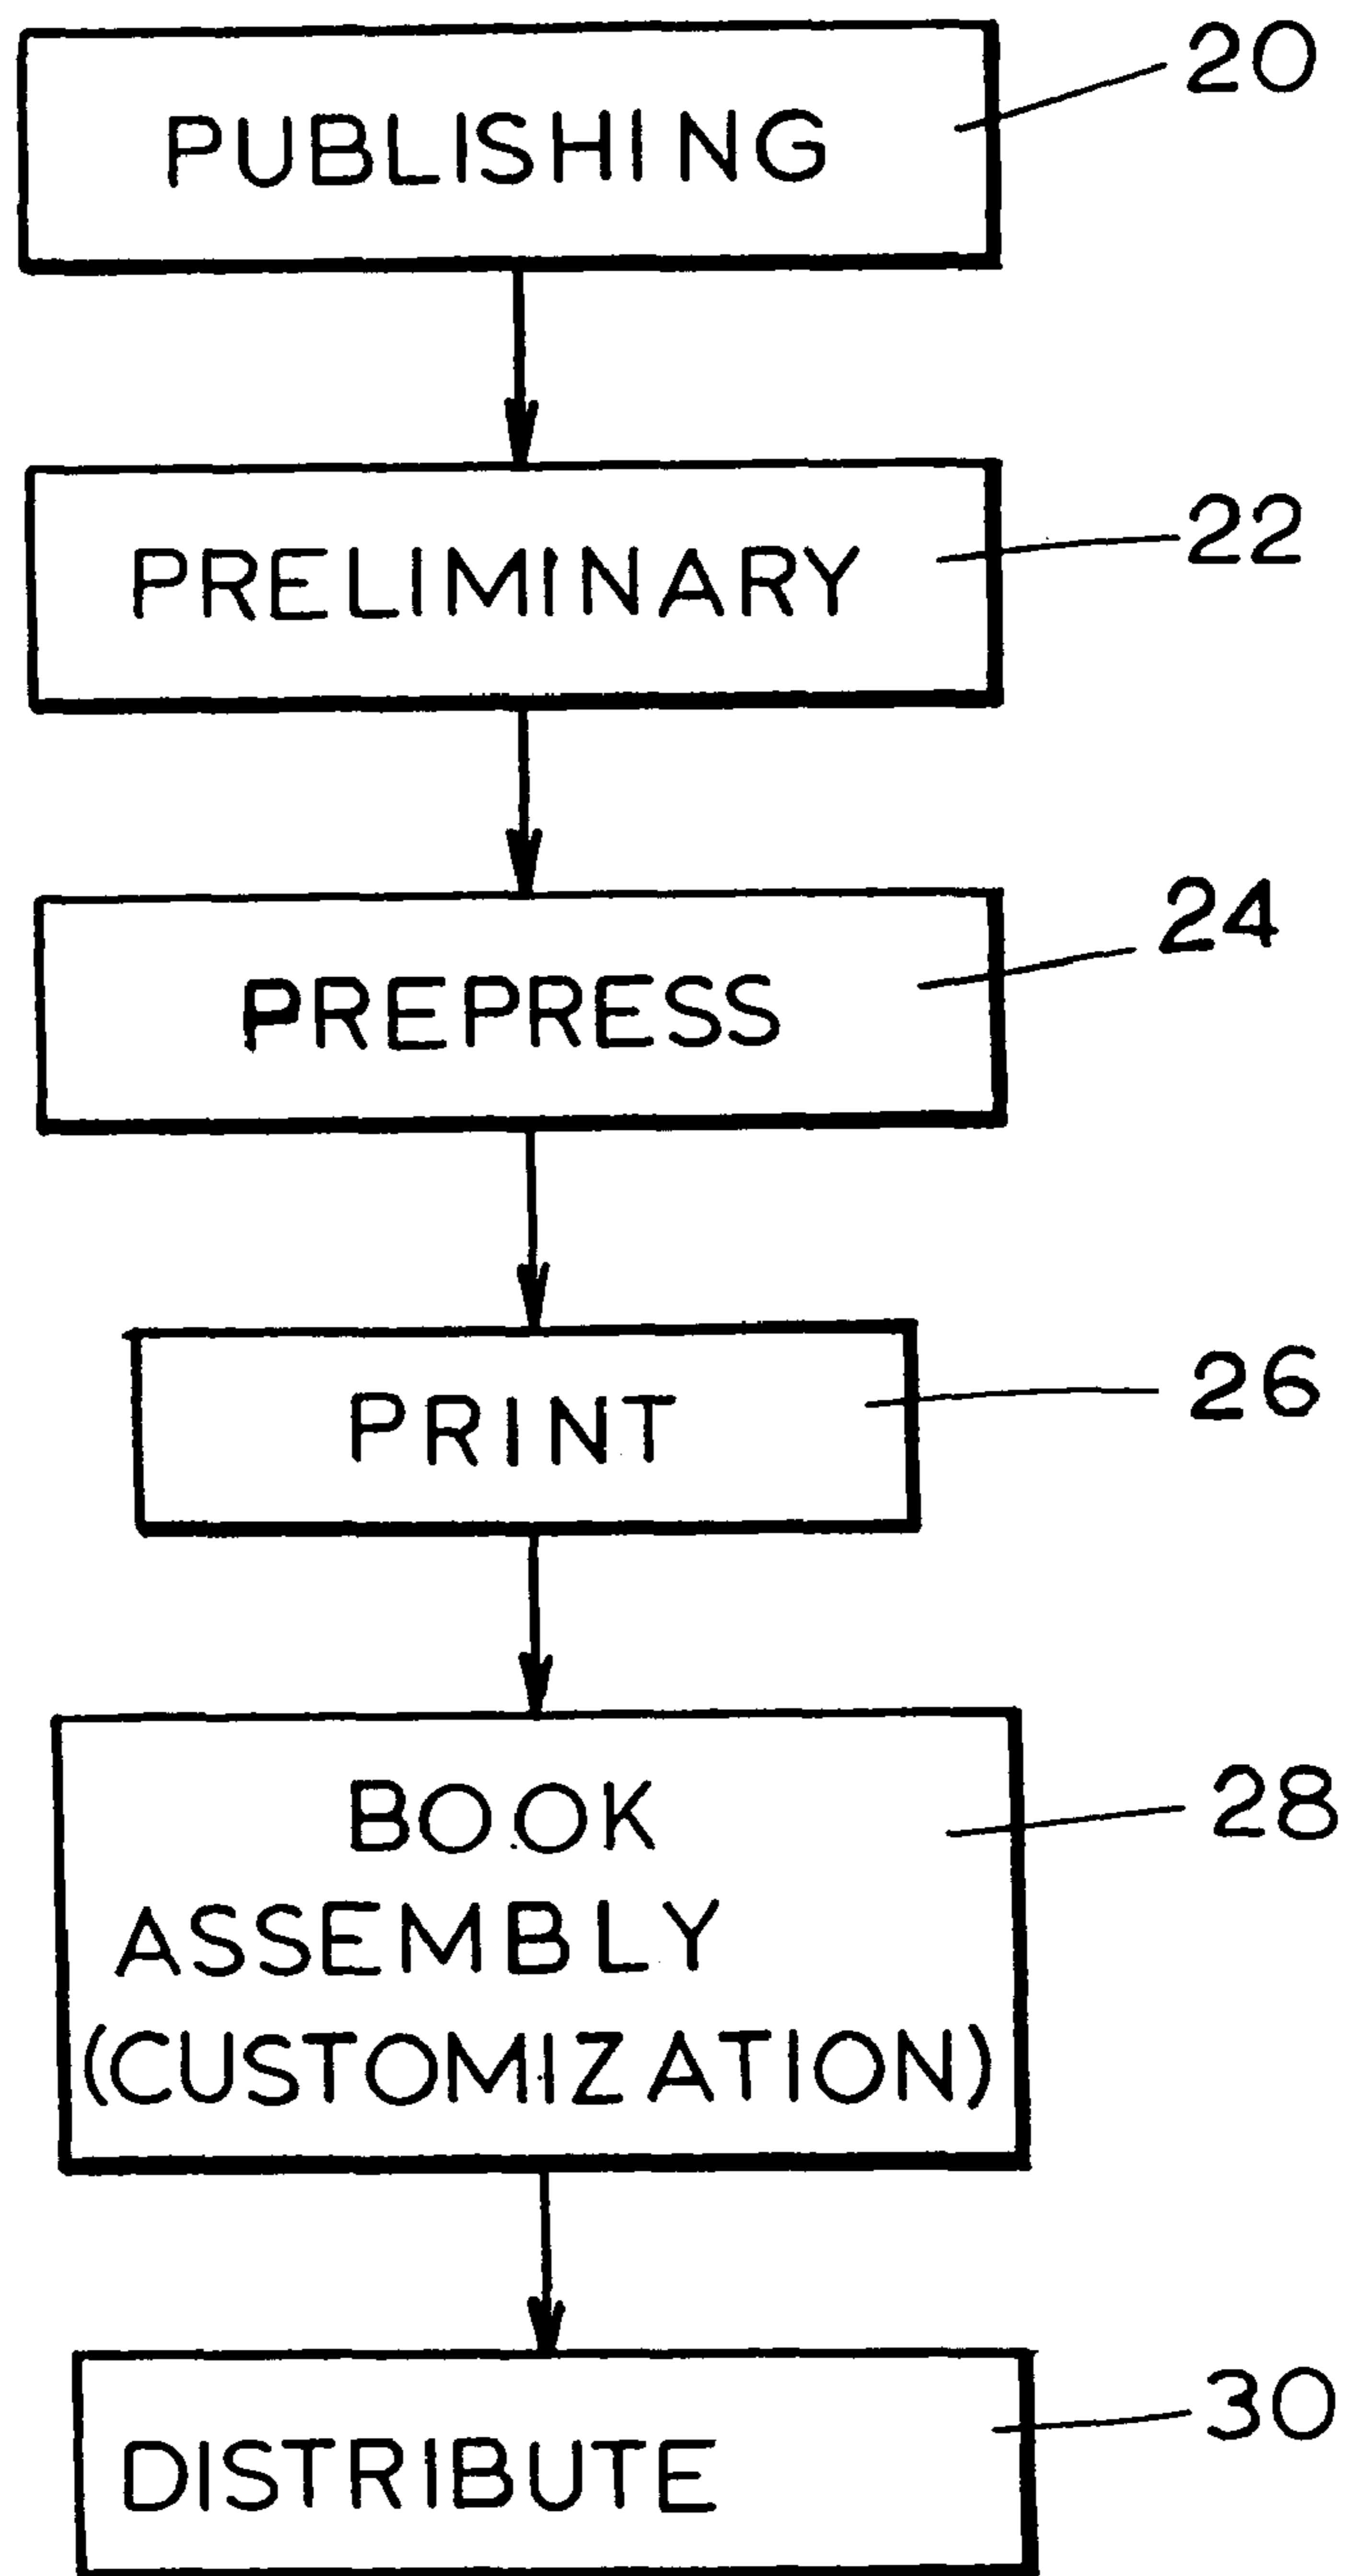 PUBLISHING
20
PRELIMINARY
22
PREPRESS
24
PRINT
26
BOOK
28
ASSEMBLY
(CUSTOMIZATION)
DISTRIBUTE
30